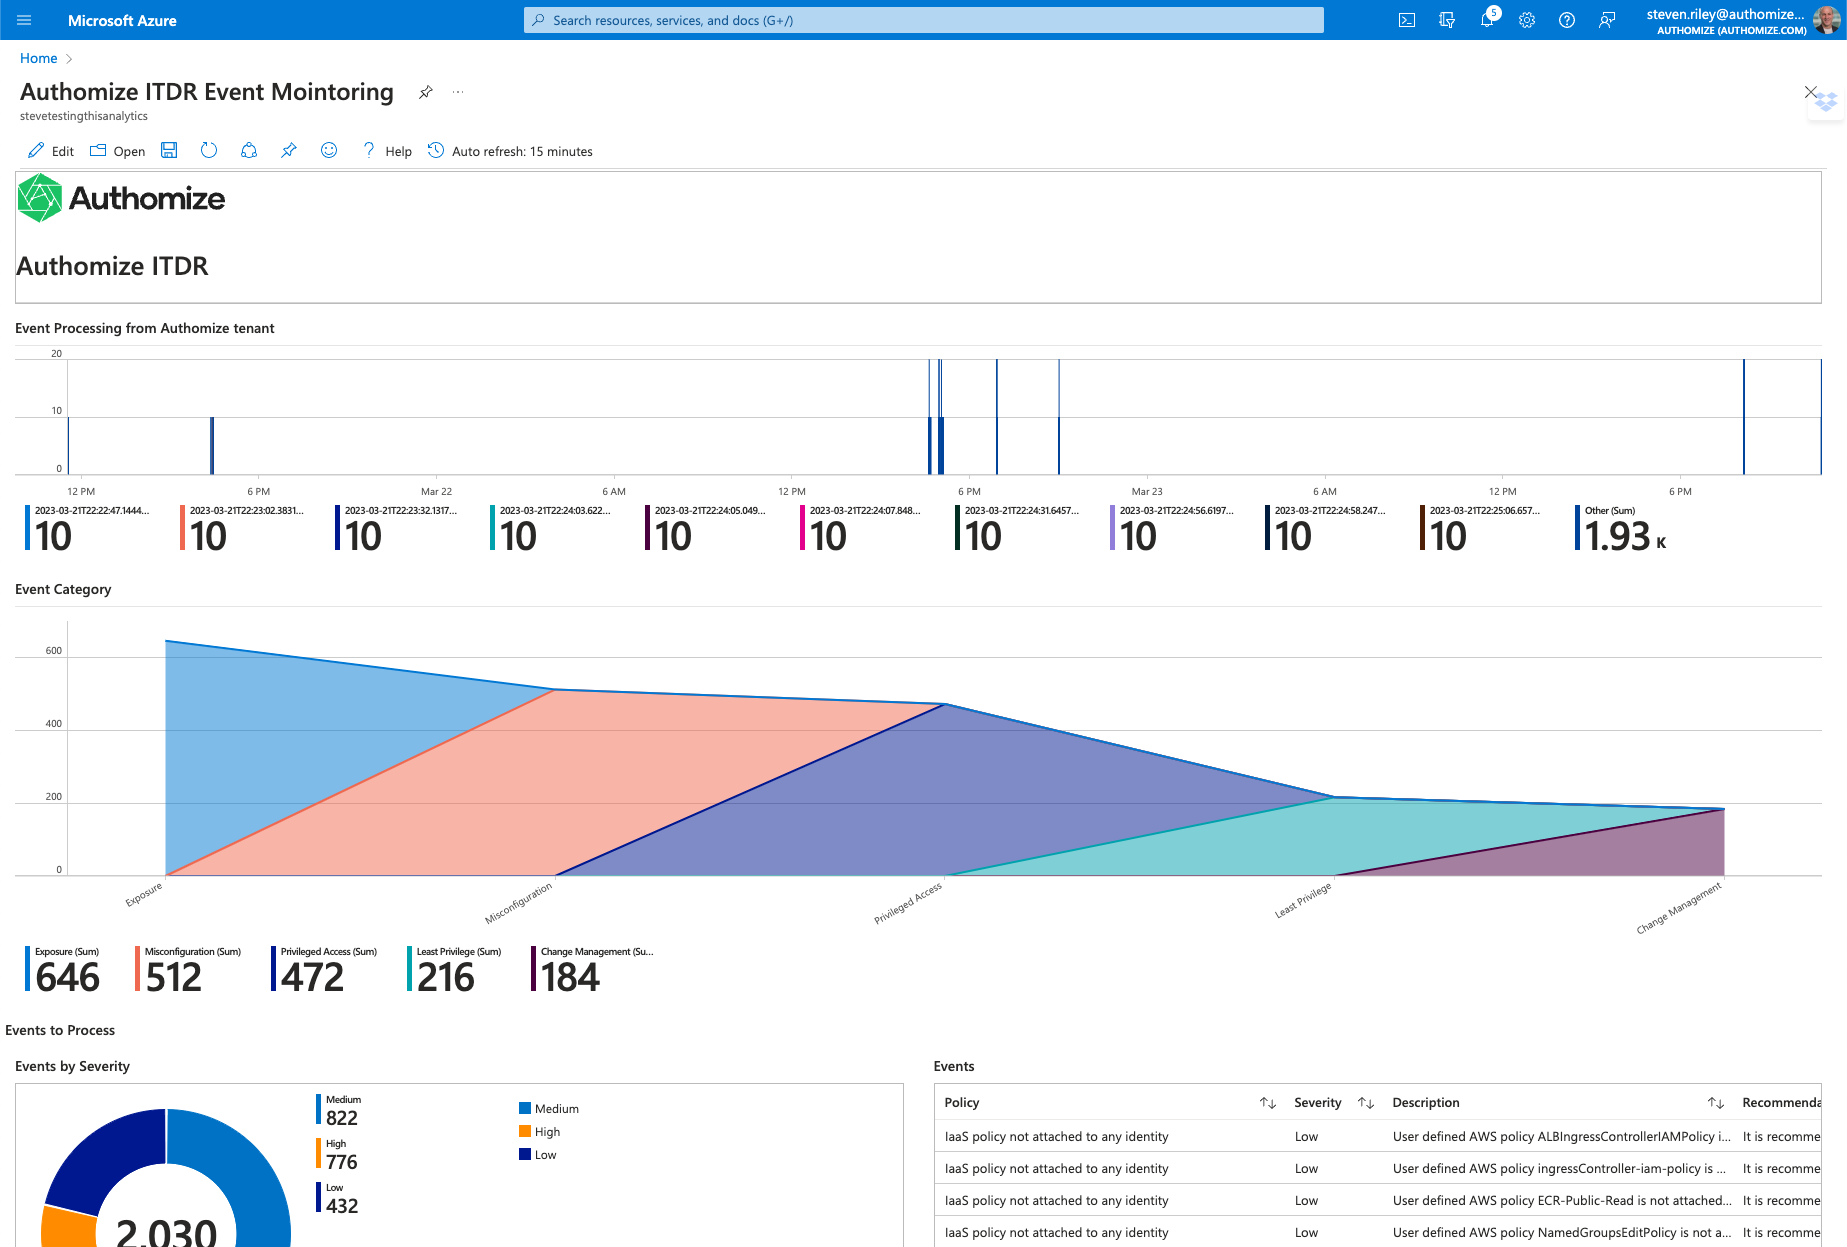 Microsoft Azure
Search resources, services, and docs (G+/)
5
steven.riley@authomize...
AUTHOMIZE (AUTHOMIZE.COM)
Home
Authomize ITDR Event Mointoring
...
stevetestingthisanalytics
Edit Open ? Help Auto refresh: 15 minutes
Authomize
Authomize ITDR
Event Processing from Authomize tenant
20
10
0
12 PM 6 PM Mar 22 6 AM 12 PM 6 PM Mar 23 6 AM 12 PM 6 PM
2023-03-21T22:22:47.1444... 2023-03-21T22:23:02.3831... 2023-03-21T22:23:32.1317... 2023-03-21T22:24:03.622... 2023-03-21T22:24:05.049... 2023-03-21T22:24:07.848... 2023-03-21T22:24:31.6457... 2023-03-21T22:24:56.6197... 2023-03-21T22:24:58.247... 2023-03-21T22:25:06.657... Other (Sum)
10 10 10 10 10 10 10 10 10 10 1.93 K
Event Category
600
400
200
0
Exposure Misconfiguration Privileged Access Least Privilege Change Management
Exposure (Sum) Misconfiguration (Sum) Privileged Access (Sum) Least Privilege (Sum) Change Management (Su...
646 512 472 216 184
Events to Process
Events by Severity
Medium
822
High
776
Low
432
Medium
High
Low
2,030
Events
Policy Severity Description Recommenda
IaaS policy not attached to any identity Low User defined AWS policy ALBIngressControllerIAMPolicy i... It is recomme
IaaS policy not attached to any identity Low User defined AWS policy ingressController-iam-policy is ... It is recomme
IaaS policy not attached to any identity Low User defined AWS policy ECR-Public-Read is not attached... It is recomme
IaaS policy not attached to any identity Low User defined AWS policy NamedGroupsEditPolicy is not a... It is recomme